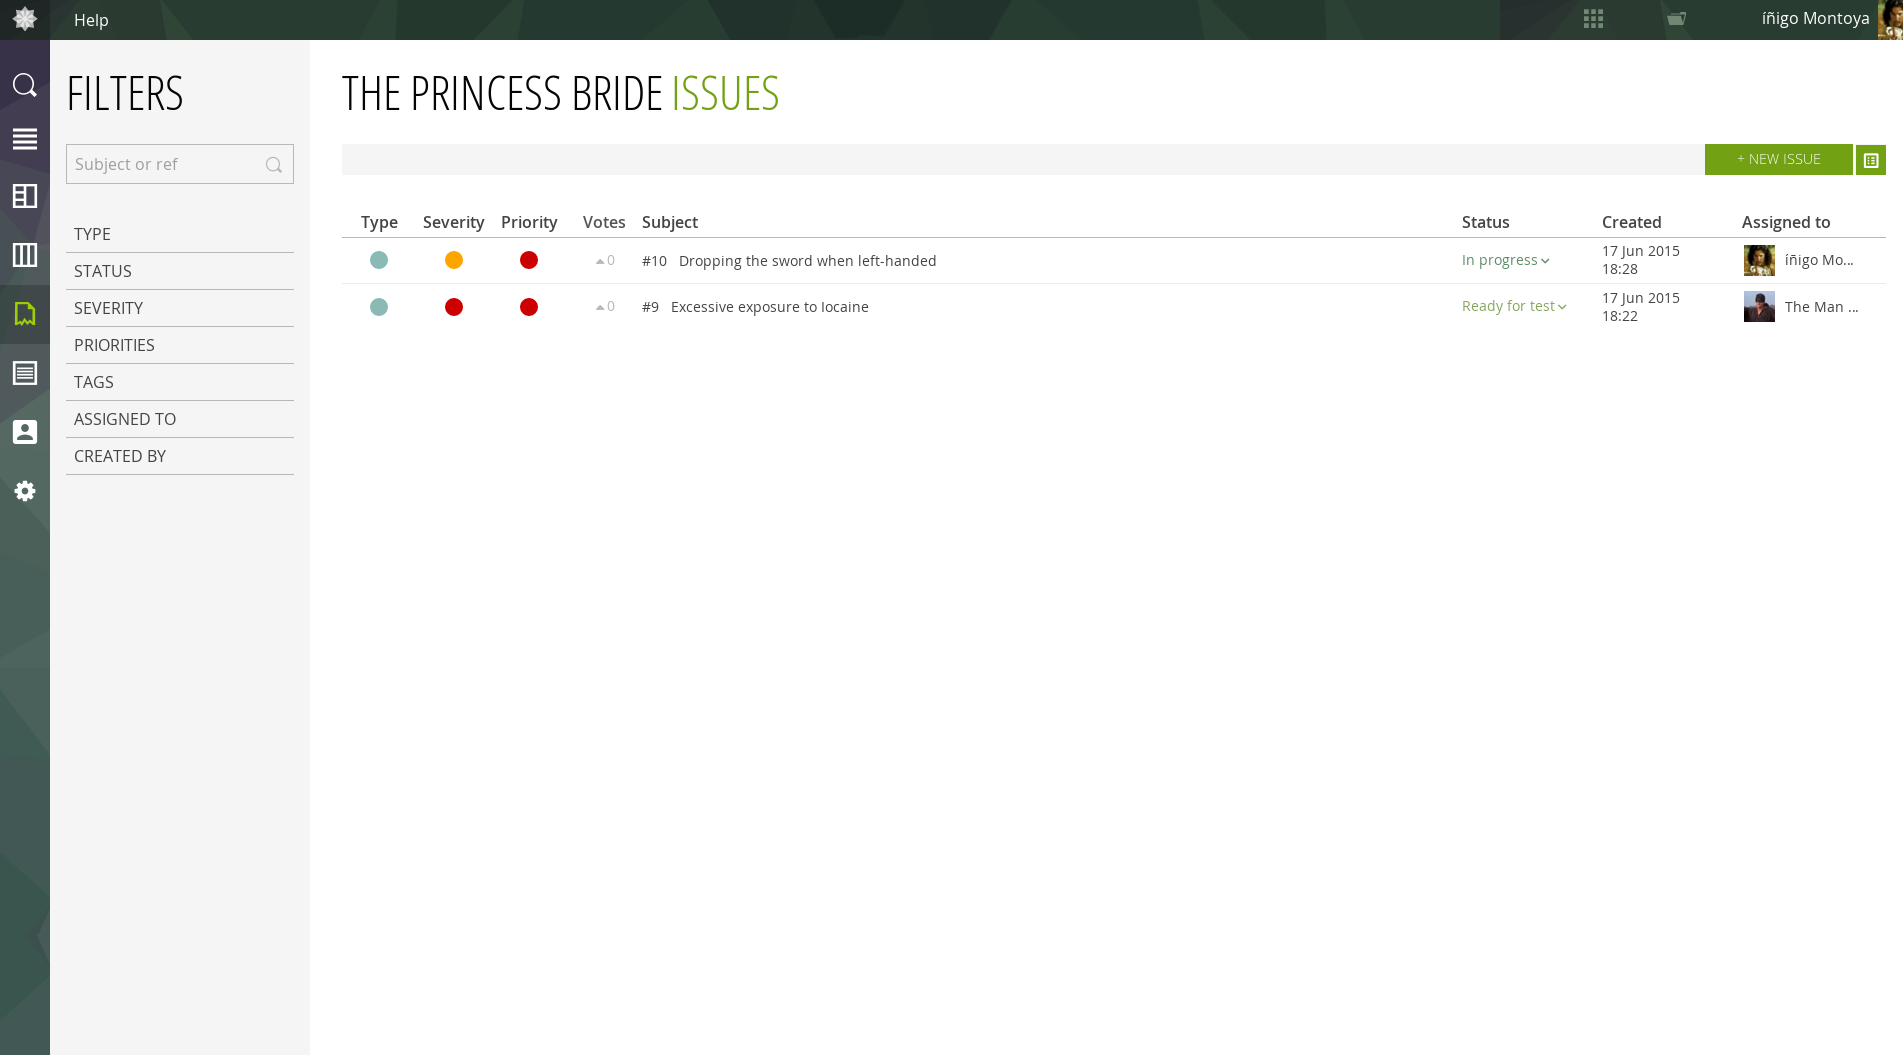 Help
íñigo Montoya
FILTERS
Subject or ref
TYPE
STATUS
SEVERITY
PRIORITIES
TAGS
ASSIGNED TO
CREATED BY
THE PRINCESS BRIDE ISSUES
+ NEW ISSUE
Type Severity Priority Votes Subject Status Created Assigned to
0 #10 Dropping the sword when left-handed In progress 17 Jun 2015 18:28 íñigo Mo...
0 #9 Excessive exposure to Iocaine Ready for test 17 Jun 2015 18:22 The Man ...